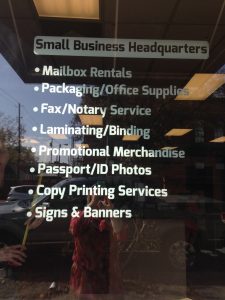 Small Business Headquarters
• Mailbox Rentals
• Packaging/Office Supplies
• Fax/Notary Service
• Laminating/Binding
• Promotional Merchandise
• Passport/ID Photos
• Copy Printing Services
• Signs & Banners